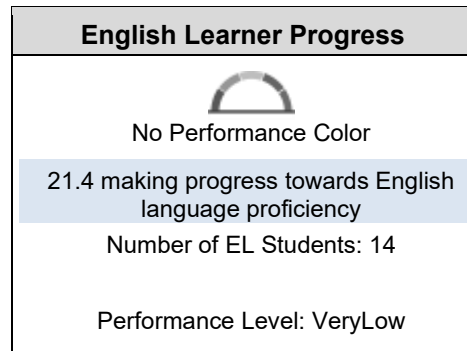 English Learner Progress
No Performance Color
21.4 making progress towards English
language proficiency
Number of EL Students: 14
Performance Level: VeryLow